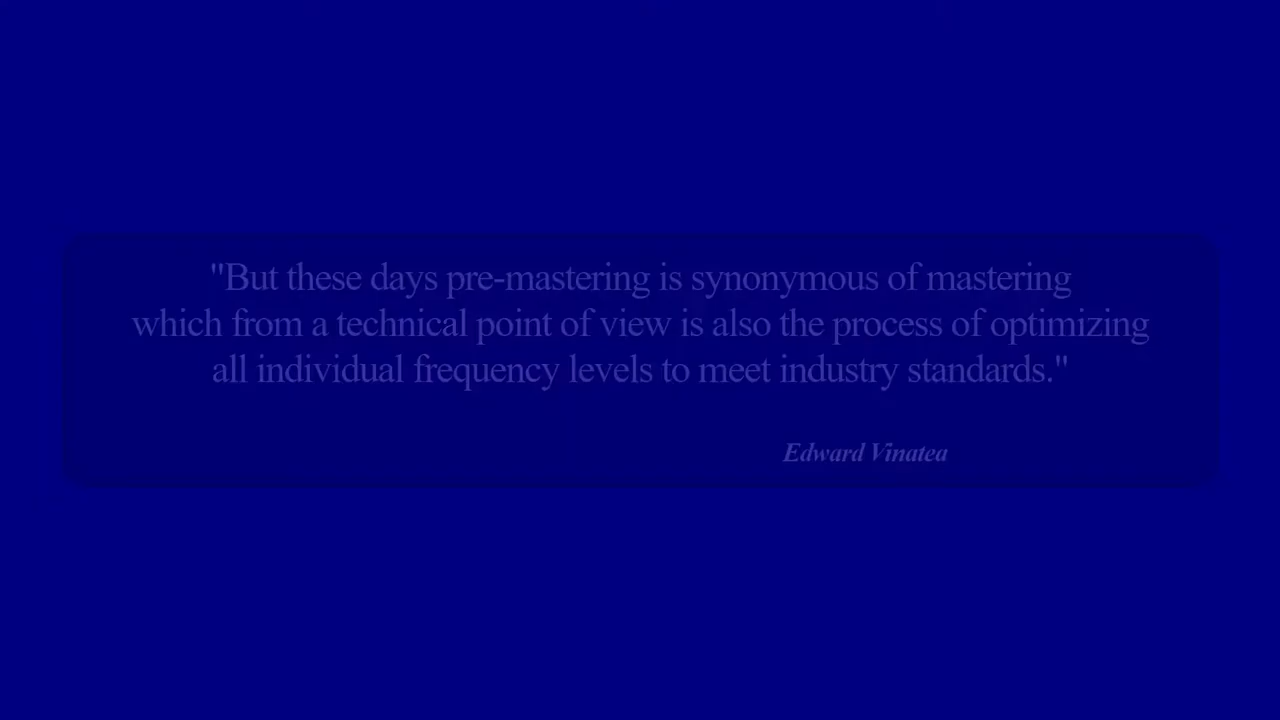 "But these days pre-mastering is synonymous of mastering
which from a technical point of view is also the process of optimizing
all individual frequency levels to meet industry standards."
Edward Vinatea